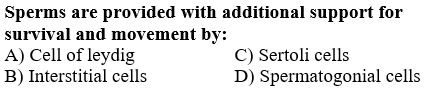 Sperms are provided with additional support for
survival and movement by:
A) Cell of leydig C) Sertoli cells
B) Interstitial cells D) Spermatogonial cells